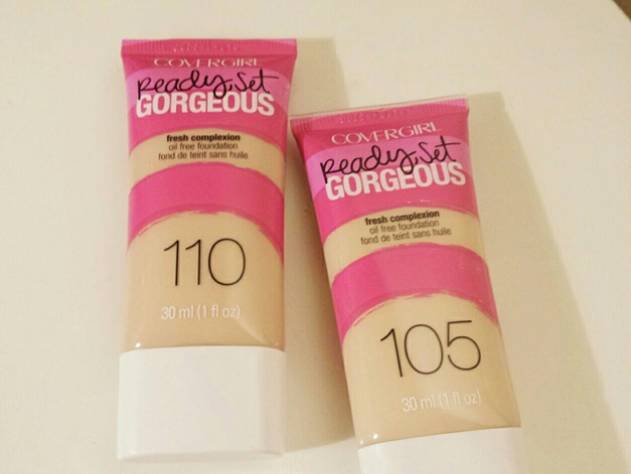 COVERGIRL
Ready, Set
GORGEOUS
fresh complexion
oil free foundation
fond de teint sans huile
110
30 ml (1 fl oz)
COVERGIRL
Ready, Set
GORGEOUS
fresh complexion
oil free foundation
fond de teint sans huile
105
30 ml (1 fl oz)